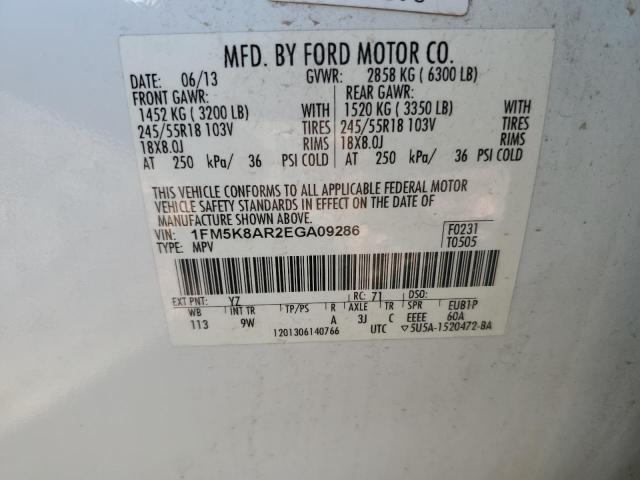 MFD. BY FORD MOTOR CO.
DATE: 06/13 GVWR: 2858 KG ( 6300 LB)
FRONT GAWR: REAR GAWR:
1452 KG ( 3200 LB) WITH 1520 KG ( 3350 LB) WITH
245/55R18 103V TIRES 245/55R18 103V TIRES
18X8.0J RIMS 18X8.0J RIMS
AT 250 kPa/ 36 PSI COLD AT 250 kPa/ 36 PSI COLD
THIS VEHICLE CONFORMS TO ALL APPLICABLE FEDERAL MOTOR
VEHICLE SAFETY STANDARDS IN EFFECT ON THE DATE OF
MANUFACTURE SHOWN ABOVE.
VIN: 1FM5K8AR2EGA09286 F0231
TYPE: MPV T0505
EXT PNT: YZ RC: 71 DSO:
WB INT TR TP/PS R AXLE TR SPR EUB1P
113 9W A 3J C EEEE 60A
1201306140766 UTC ▽5U5A-1520472-BA